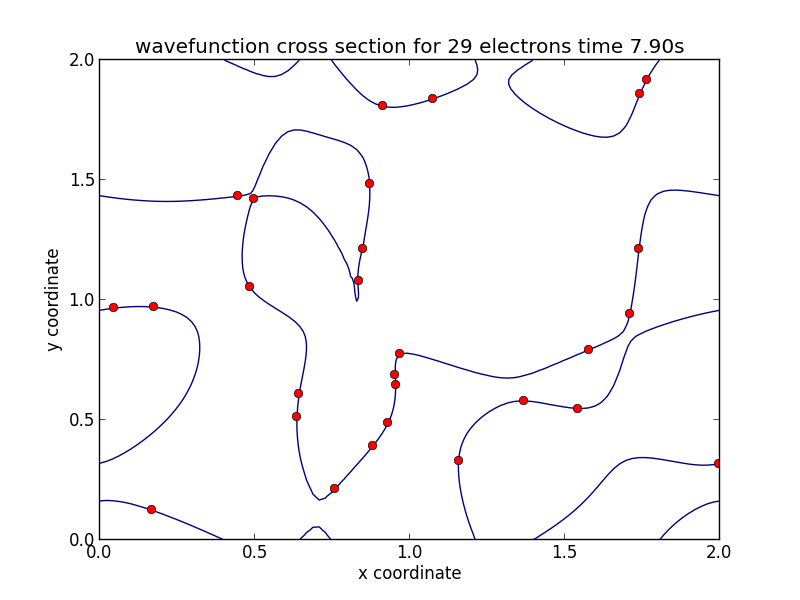 wavefunction cross section for 29 electrons time 7.90s
2.0
1.5
1.0
0.5
0.0
y coordinate
0.0 0.5 1.0 1.5 2.0
x coordinate